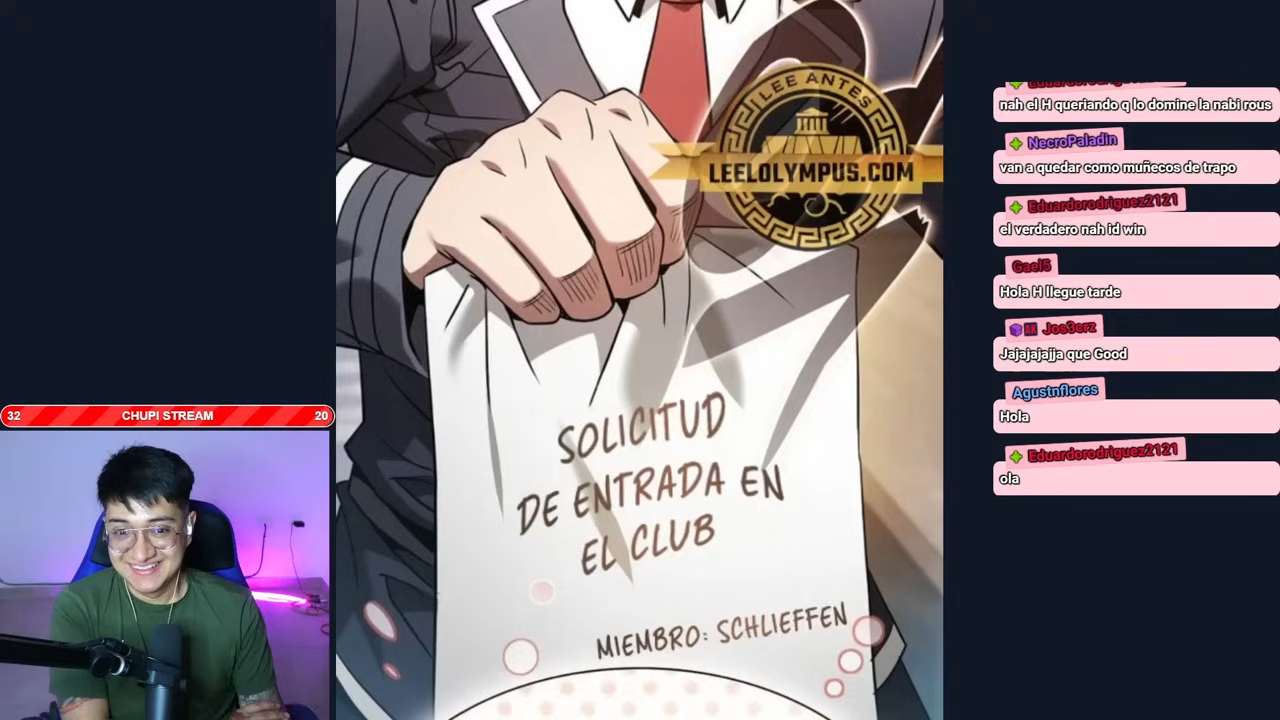 LEE ANTES
LEELOLYMPUS.COM
SOLICITUD
DE ENTRADA EN
EL CLUB
MIEMBRO: SCHLIEFFEN
32 CHUPI STREAM 20
nah el H queriando q lo domine la nabi rous
NecroPaladin
van a quedar como muñecos de trapo
Eduardorodriguez2121
el verdadero nah id win
Gael5
Hola H llegue tarde
Jos3erz
Jajajajajja que Good
Agustnflores
Hola
Eduardorodriguez2121
ola